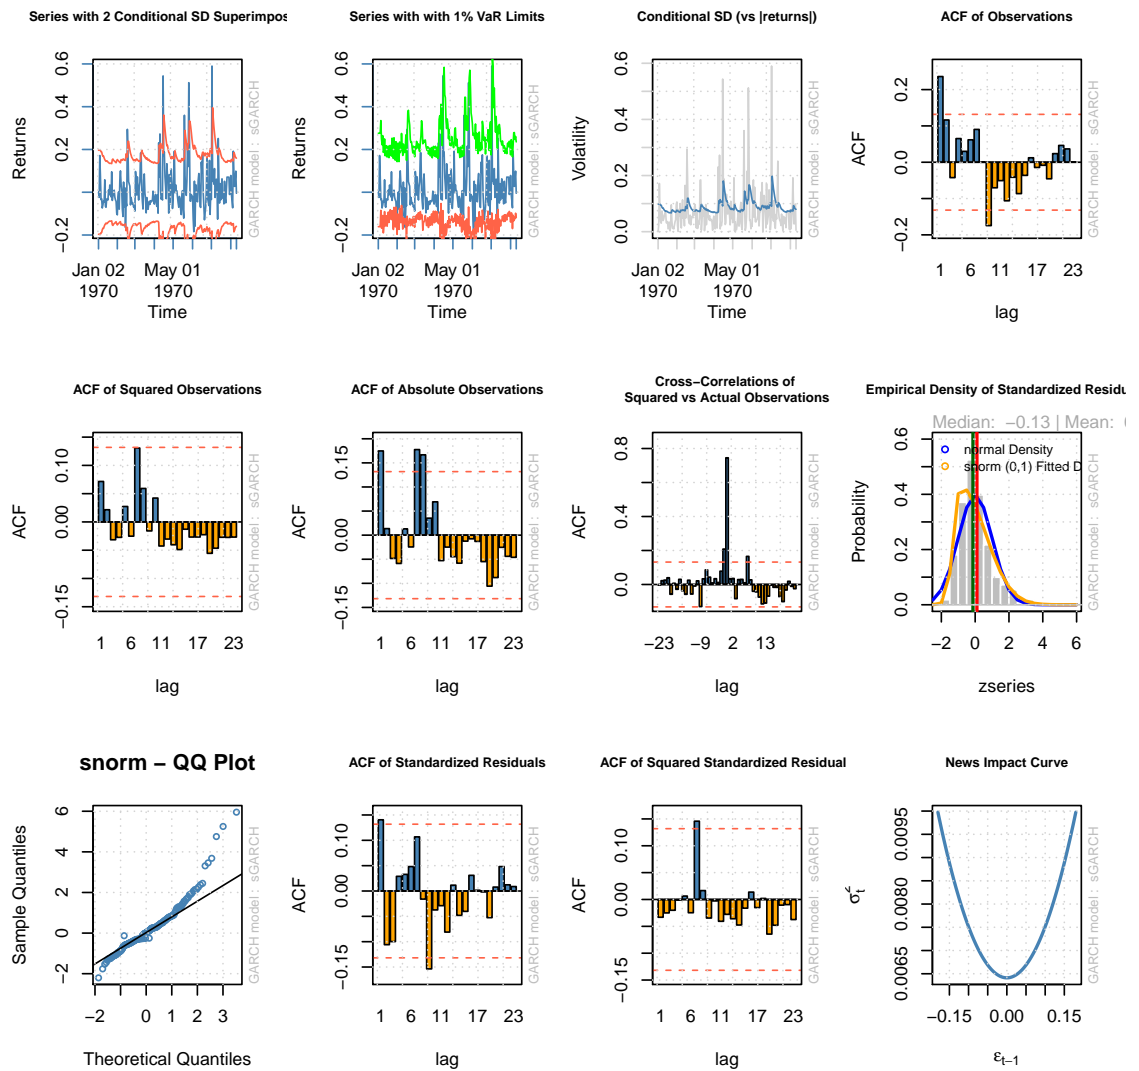 Series with 2 Conditional SD Superimpos
Returns
−0.2
0.2
0.4
0.6
Jan 02
1970
May 01
1970
Time
GARCH model : sGARCH
Series with with 1% VaR Limits
Returns
−0.2
0.2
0.4
0.6
Jan 02
1970
May 01
1970
Time
GARCH model : sGARCH
Conditional SD (vs |returns|)
Volatility
0.0
0.2
0.4
0.6
Jan 02
1970
May 01
1970
Time
GARCH model : sGARCH
ACF of Observations
ACF
−0.2
0.0
0.2
1 6 11 17 23
lag
GARCH model : sGARCH
ACF of Squared Observations
ACF
−0.15
0.00
0.10
1 6 11 17 23
lag
GARCH model : sGARCH
ACF of Absolute Observations
ACF
−0.15
0.00
0.15
1 6 11 17 23
lag
GARCH model : sGARCH
Cross−Correlations of
Squared vs Actual Observations
ACF
0.0
0.4
0.8
−23 −9 2 13
lag
GARCH model : sGARCH
Empirical Density of Standardized Residu
Median: −0.13 | Mean:
normal Density
snorm (0,1) Fitted D
Probability
0.0
0.2
0.4
0.6
−2 0 2 4 6
zseries
GARCH model : sGARCH
snorm − QQ Plot
Sample Quantiles
−2
0
2
4
6
−2 0 1 2 3
Theoretical Quantiles
GARCH model : sGARCH
ACF of Standardized Residuals
ACF
−0.15
0.00
0.10
1 6 11 17 23
lag
GARCH model : sGARCH
ACF of Squared Standardized Residual
ACF
−0.15
0.00
0.10
1 6 11 17 23
lag
GARCH model : sGARCH
News Impact Curve
0.0065
0.0080
0.0095
−0.15 0.00 0.15
εt−1
GARCH model : sGARCH